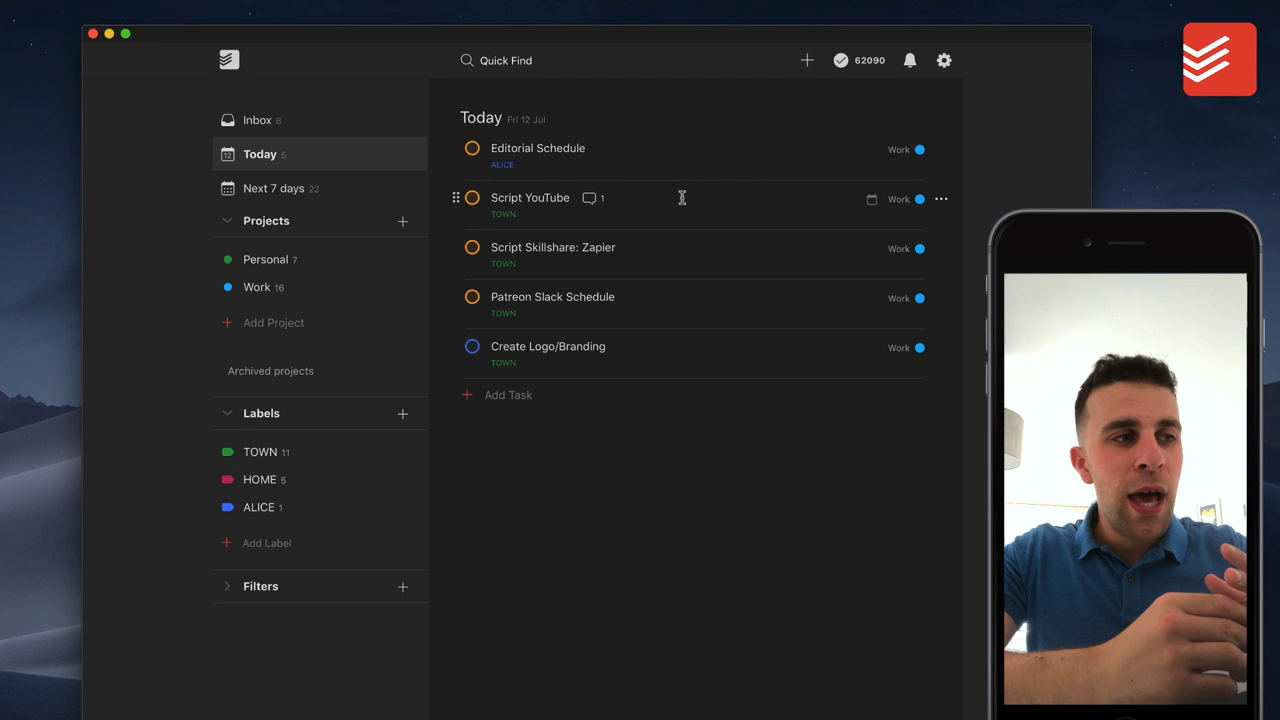 Quick Find
62090
Inbox 6
12 Today 5
Next 7 days 22
Projects
Personal 7
Work 16
Add Project
Archived projects
Labels
TOWN 11
HOME 5
ALICE 1
Add Label
Filters
Today Fri 12 Jul
Editorial Schedule Work
ALICE
Script YouTube 1 Work
TOWN
Script Skillshare: Zapier Work
TOWN
Patreon Slack Schedule Work
TOWN
Create Logo/Branding Work
TOWN
Add Task